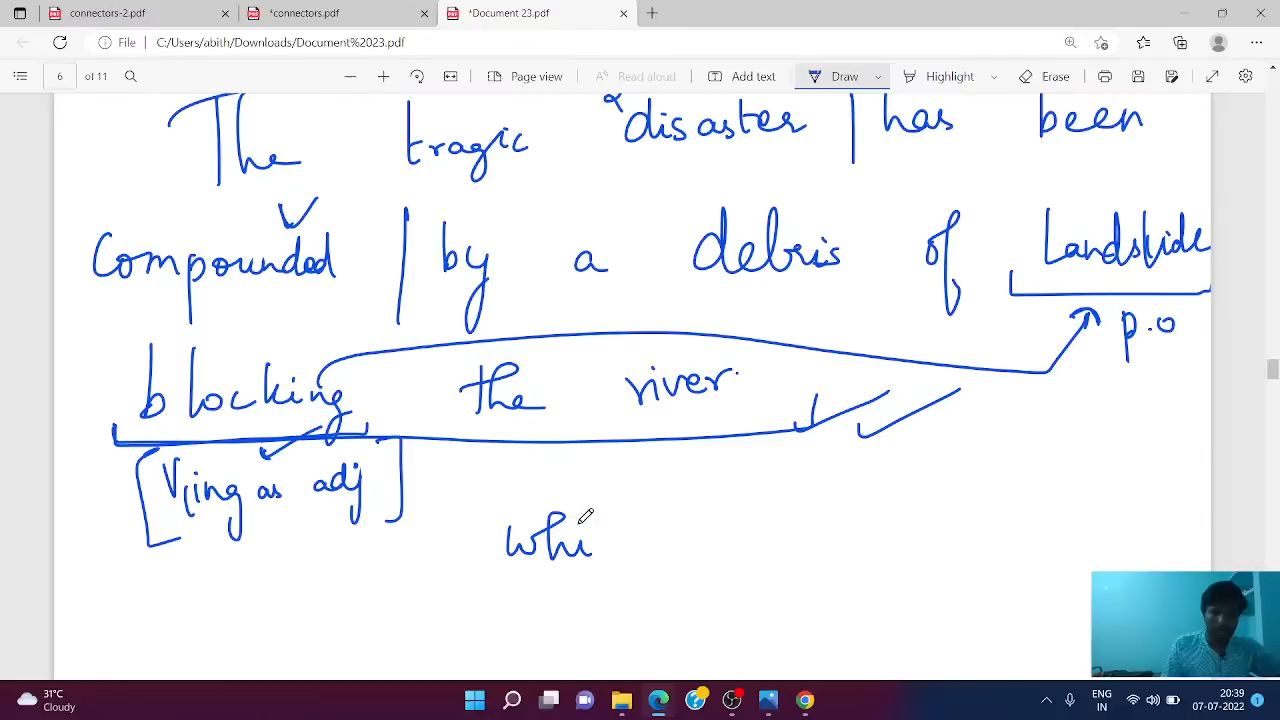 connectors-2.pdf
*connectors.pdf
*Document 23.pdf
File C:/Users/abith/Downloads/Document%2023.pdf
6 of 11 Page view Read aloud Add text Draw Highlight Erase
The tragic disaster | has been
Compounded | by a debris of Landslide
p.o
blocking the river.
[V1ing as adj]
whi
31°C
Cloudy
ENG
IN
20:39
07-07-2022